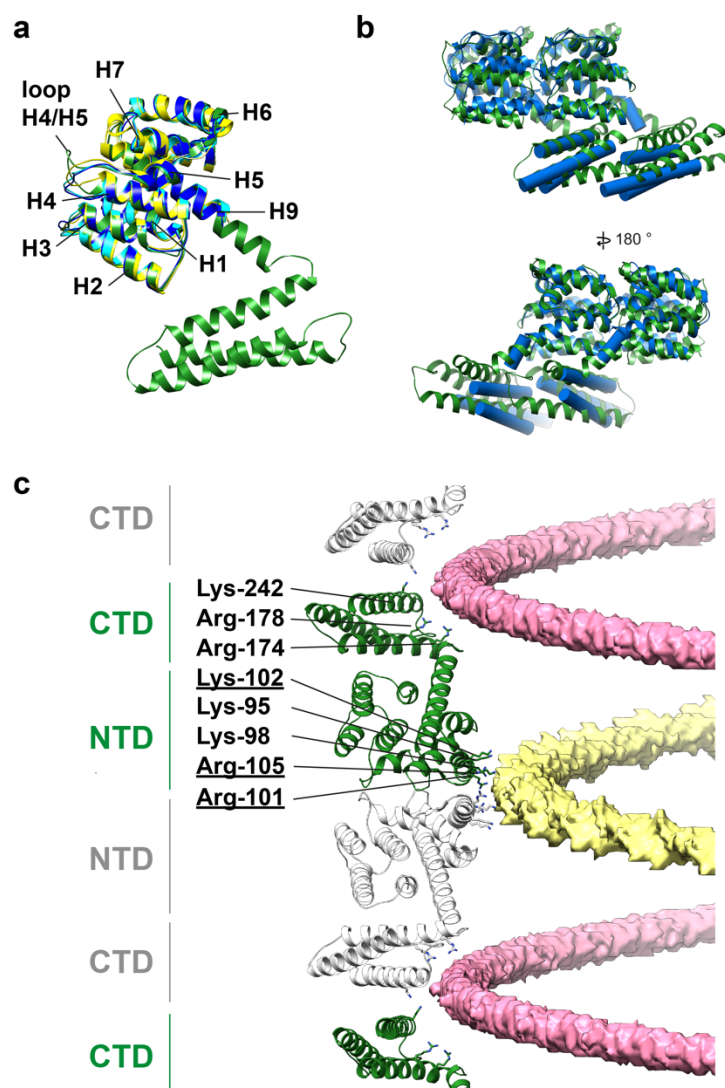 a
b
H7
loop
H4/H5
H6
H5
H4
H9
H3
H1
H2
180 °
c
CTD
CTD
NTD
NTD
CTD
CTD
Lys-242
Arg-178
Arg-174
Lys-102
Lys-95
Lys-98
Arg-105
Arg-101